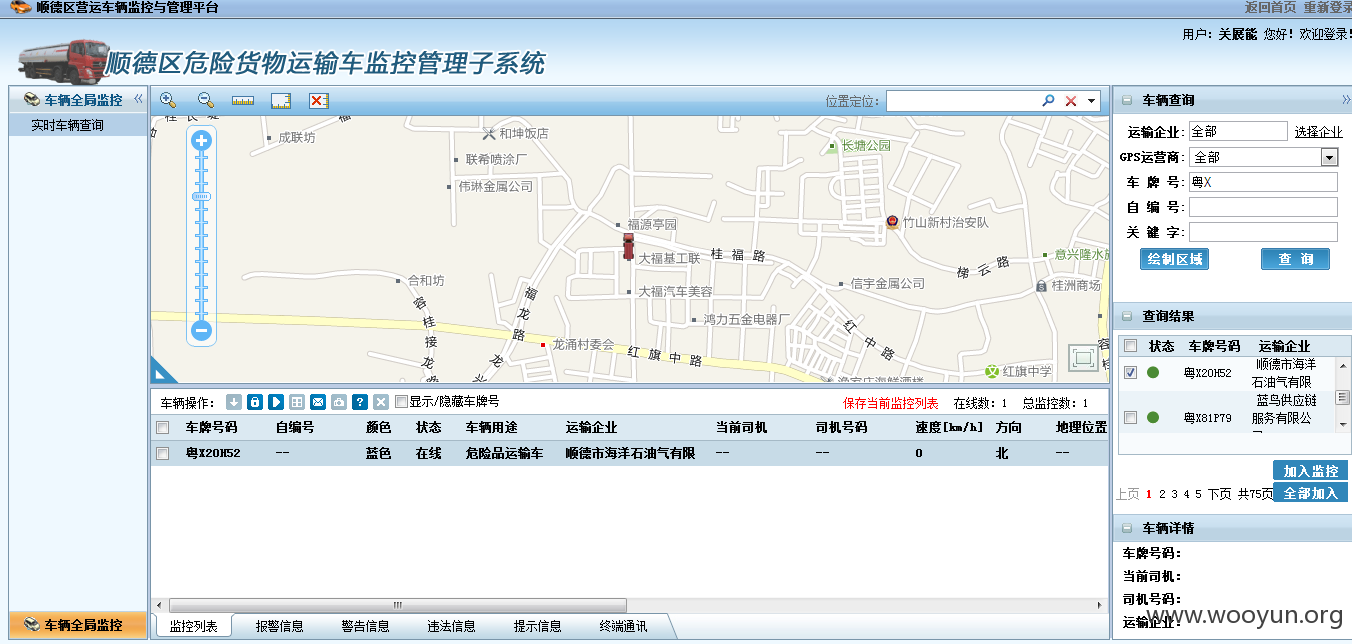 顺德区营运车辆监控与管理平台
返回首页 重新登录
用户: 关展能 您好! 欢迎登录!
顺德区危险货物运输车监控管理子系统
车辆全局监控
实时车辆查询
位置定位:
成联坊
和坤饭店
联希喷涂厂
伟琳金属公司
长塘公园
竹山新村治安队
福源亭园
大福基工联
桂福路
梯云路
意兴隆水族
桂洲商场
合和坊
大福汽车美容
信宇金属公司
鸿力五金电器厂
容桂接龙路
福龙路
龙涌村委会
红旗中路
红中路
红旗中学
渔家庄海鲜酒楼
车辆操作:
显示/隐藏车牌号
保存当前监控列表 在线数: 1 总监控数: 1
车牌号码 自编号 颜色 状态 车辆用途 运输企业 当前司机 司机号码 速度[km/h] 方向 地理位置
粤X20H52 -- 蓝色 在线 危险品运输车 顺德市海洋石油气有限 -- -- 0 北 --
监控列表 报警信息 警告信息 违法信息 提示信息 终端通讯
车辆全局监控
车辆查询
运输企业: 全部 选择企业
GPS运营商: 全部
车 牌 号: 粤X
自 编 号:
关 键 字:
绘制区域 查 询
查询结果
状态 车牌号码 运输企业
粤X20H52 顺德市海洋
石油气有限
粤X81P79 蓝鸟供应链
服务有限公
加入监控
上页 1 2 3 4 5 下页 共75页 全部加入
车辆详情
车牌号码:
当前司机:
司机号码:
运输企业:
www.wooyun.org